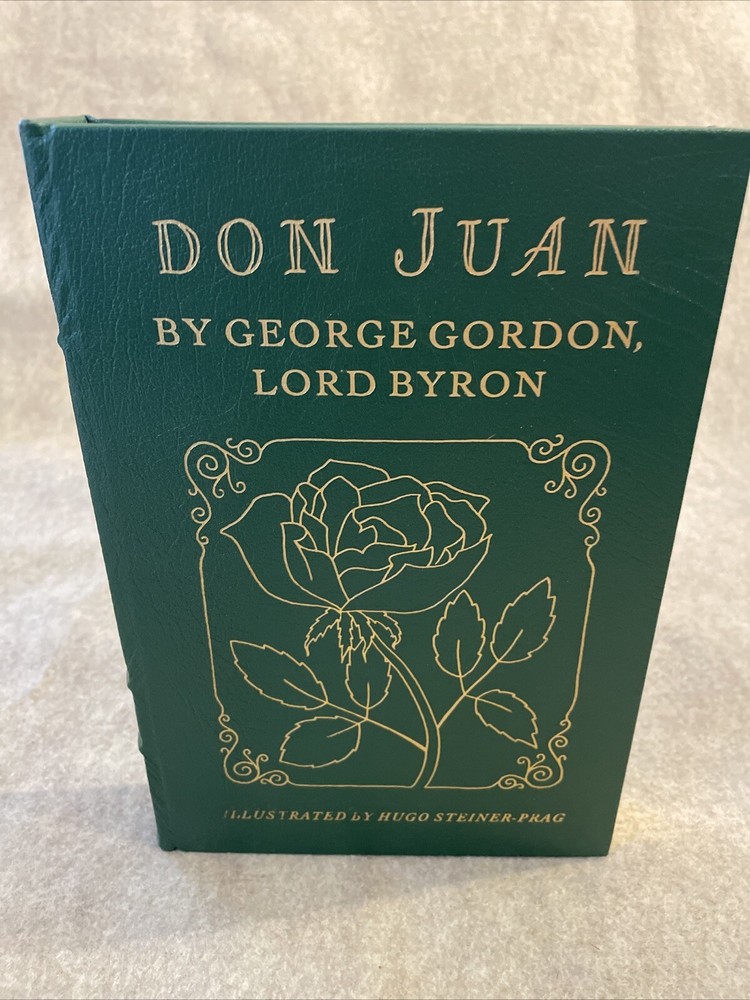 DON JUAN
BY GEORGE GORDON,
LORD BYRON
ILLUSTRATED by HUGO STEINER-PRAG